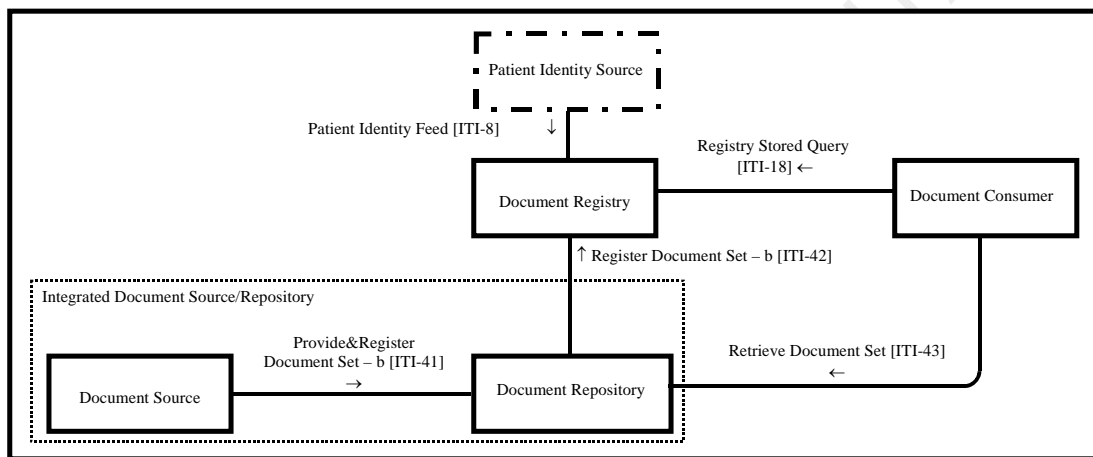 Patient Identity Source
Patient Identity Feed [ITI-8] ↓
Registry Stored Query
[ITI-18] ←
Document Registry
Document Consumer
↑ Register Document Set – b [ITI-42]
Integrated Document Source/Repository
Provide&Register
Document Set – b [ITI-41]
→
Retrieve Document Set [ITI-43]
←
Document Source
Document Repository